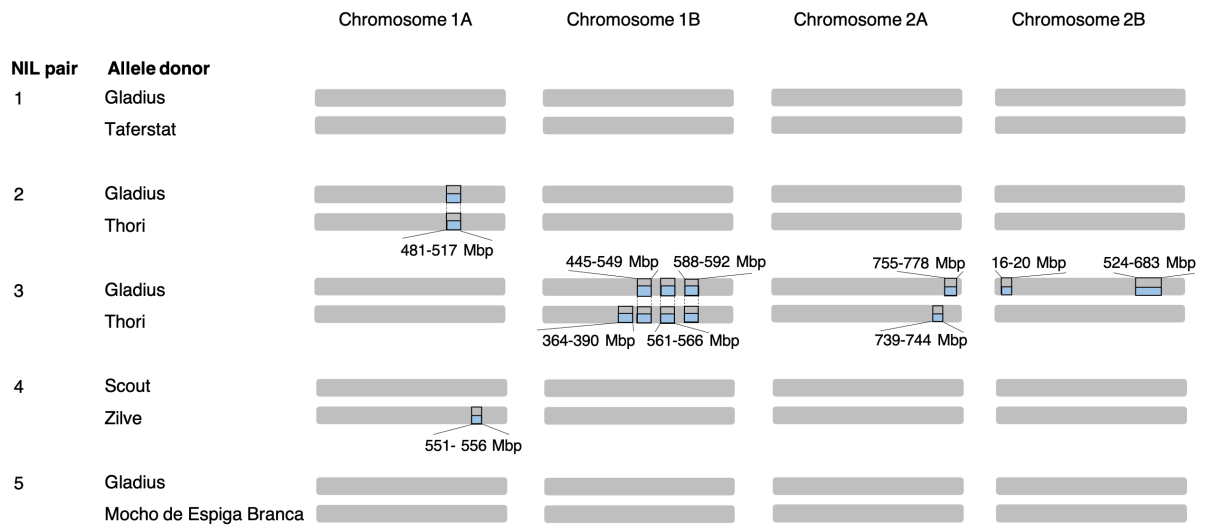 Chromosome 1A Chromosome 1B Chromosome 2A Chromosome 2B
NIL pair Allele donor
1 Gladius
Taferstat
2 Gladius
Thori
481-517 Mbp
445-549 Mbp 588-592 Mbp 755-778 Mbp 16-20 Mbp 524-683 Mbp
3 Gladius
Thori
364-390 Mbp 561-566 Mbp 739-744 Mbp
4 Scout
Zilve
551- 556 Mbp
5 Gladius
Mocho de Espiga Branca